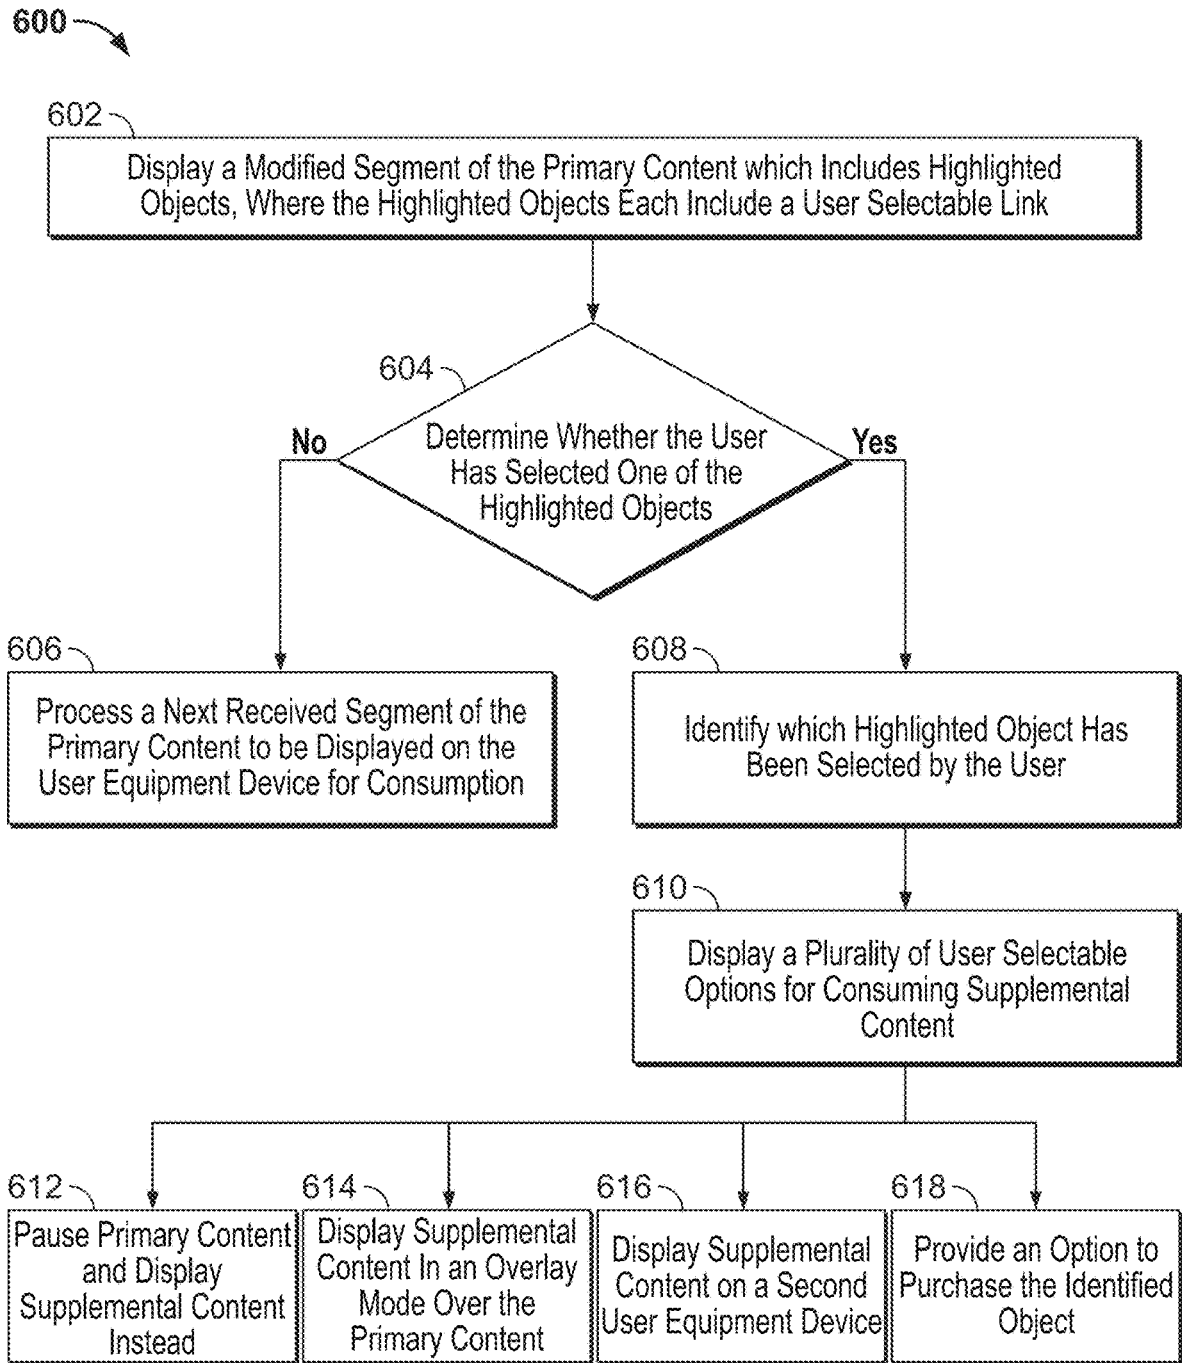 600
602
Display a Modified Segment of the Primary Content which Includes Highlighted
Objects, Where the Highlighted Objects Each Include a User Selectable Link
604
No
Yes
Determine Whether the User
Has Selected One of the
Highlighted Objects
606
Process a Next Received Segment of the
Primary Content to be Displayed on the
User Equipment Device for Consumption
608
Identify which Highlighted Object Has
Been Selected by the User
610
Display a Plurality of User Selectable
Options for Consuming Supplemental
Content
612
Pause Primary Content
and Display
Supplemental Content
Instead
614
Display Supplemental
Content In an Overlay
Mode Over the
Primary Content
616
Display Supplemental
Content on a Second
User Equipment Device
618
Provide an Option to
Purchase the Identified
Object